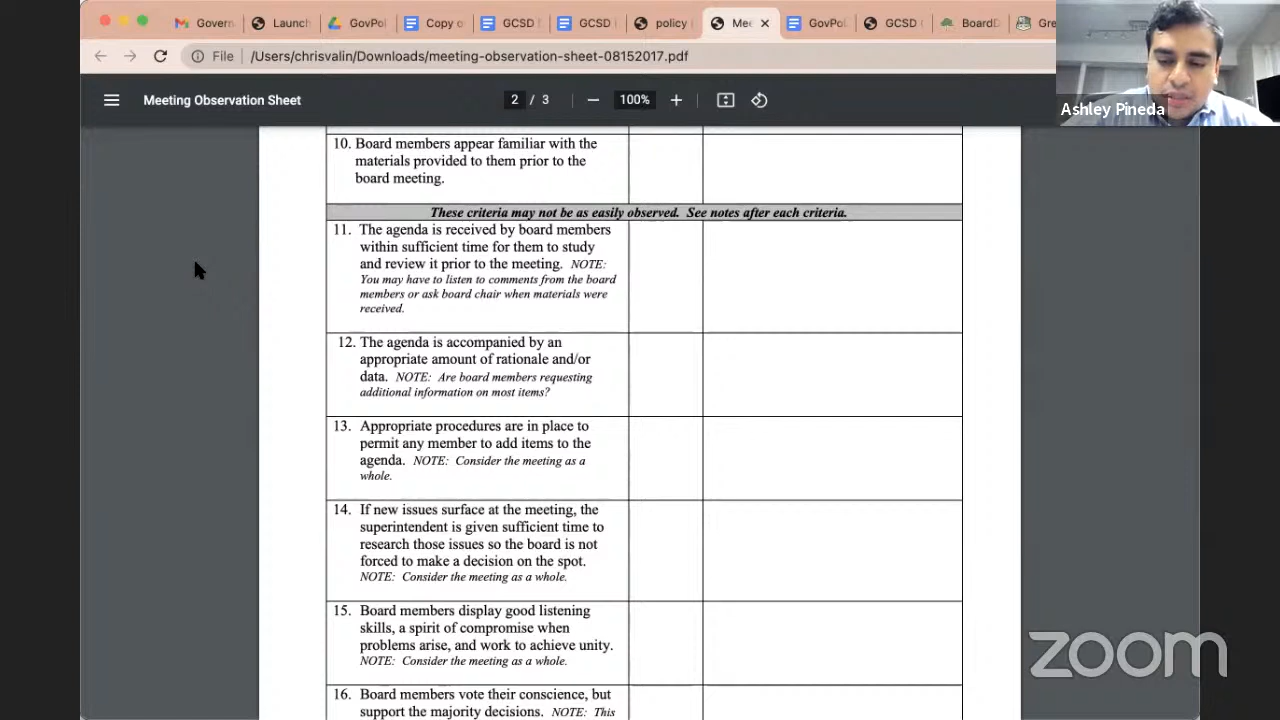 Govern
Launch
GovPol
Copy o
GCSD
GCSD
policy
Mee
GovPol
GCSD
BoardD
Gre
File
/Users/chrisvalin/Downloads/meeting-observation-sheet-08152017.pdf
Meeting Observation Sheet
2 / 3
100%
Ashley Pineda
10. Board members appear familiar with the
materials provided to them prior to the
board meeting.
These criteria may not be as easily observed. See notes after each criteria.
11. The agenda is received by board members
within sufficient time for them to study
and review it prior to the meeting. NOTE:
You may have to listen to comments from the board
members or ask board chair when materials were
received.
12. The agenda is accompanied by an
appropriate amount of rationale and/or
data. NOTE: Are board members requesting
additional information on most items?
13. Appropriate procedures are in place to
permit any member to add items to the
agenda. NOTE: Consider the meeting as a
whole.
14. If new issues surface at the meeting, the
superintendent is given sufficient time to
research those issues so the board is not
forced to make a decision on the spot.
NOTE: Consider the meeting as a whole.
15. Board members display good listening
skills, a spirit of compromise when
problems arise, and work to achieve unity.
NOTE: Consider the meeting as a whole.
16. Board members vote their conscience, but
support the majority decisions. NOTE: This
zoom